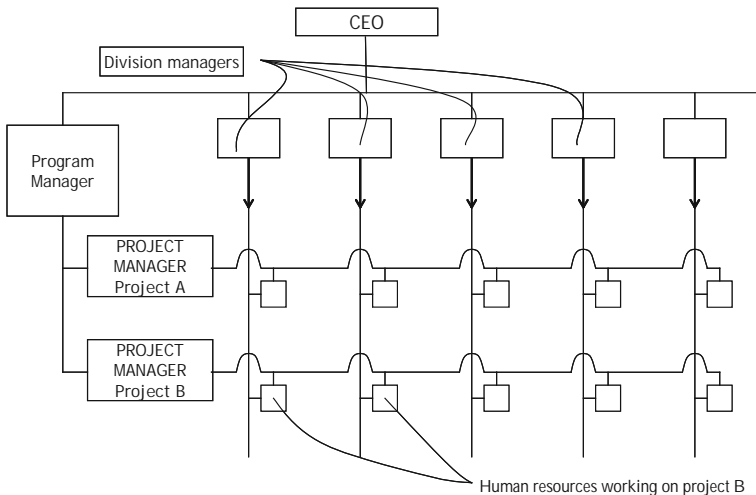 CEO
Division managers
Program
Manager
PROJECT
MANAGER
Project A
PROJECT
MANAGER
Project B
Human resources working on project B